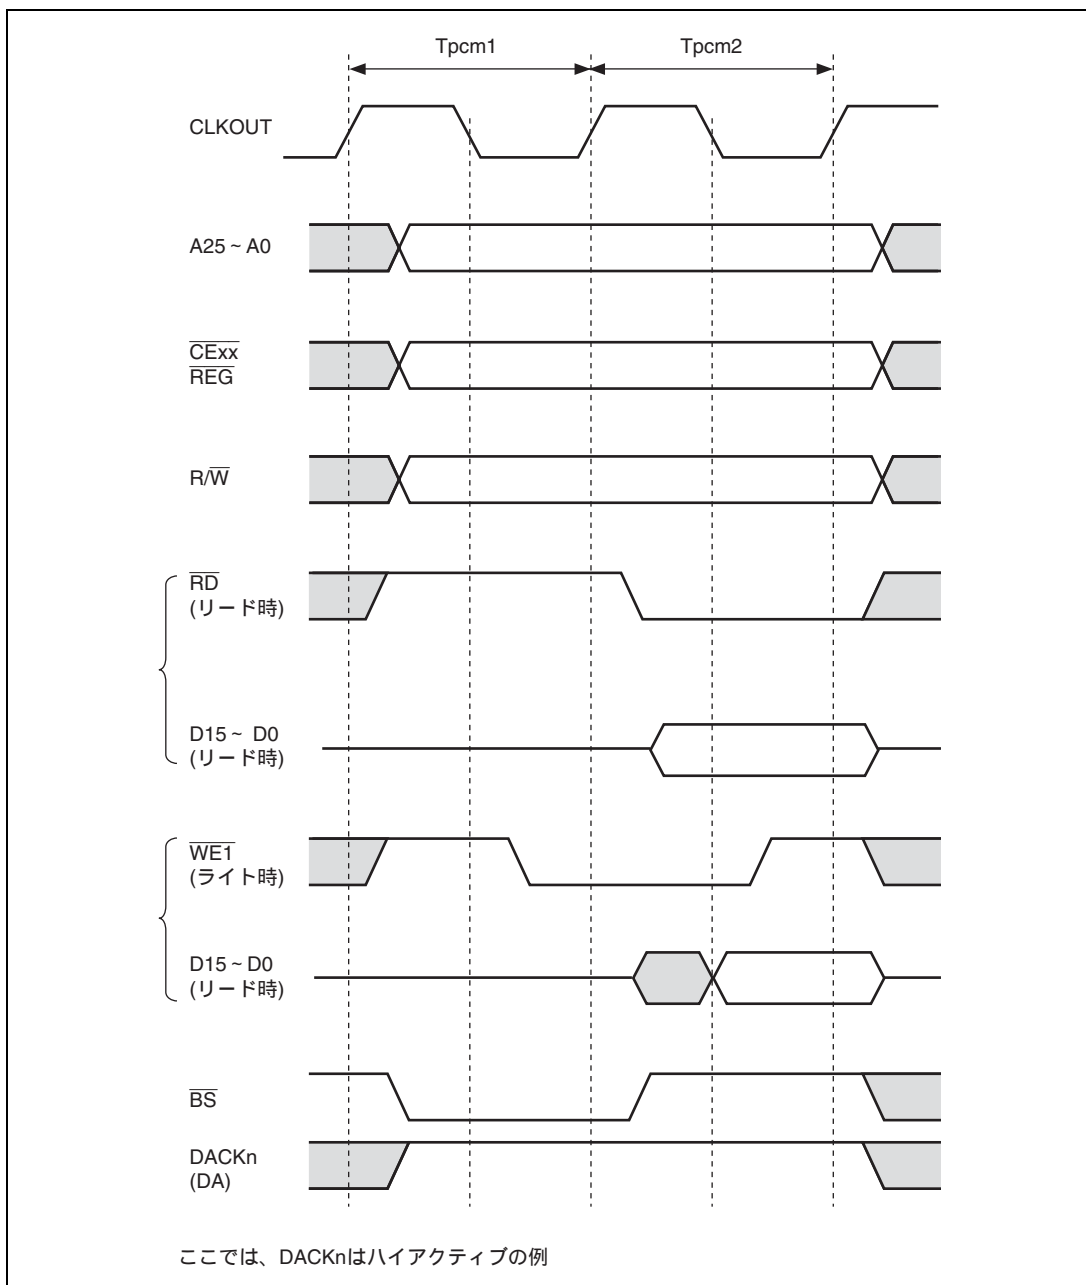 Tpcm1 Tpcm2
CLKOUT
A25 ~ A0
CExx
REG
R/W
RD
(リード時)
D15 ~ D0
(リード時)
WE1
(ライト時)
D15 ~ D0
(リード時)
BS
DACKn
(DA)
ここでは、DACKnはハイアクティブの例